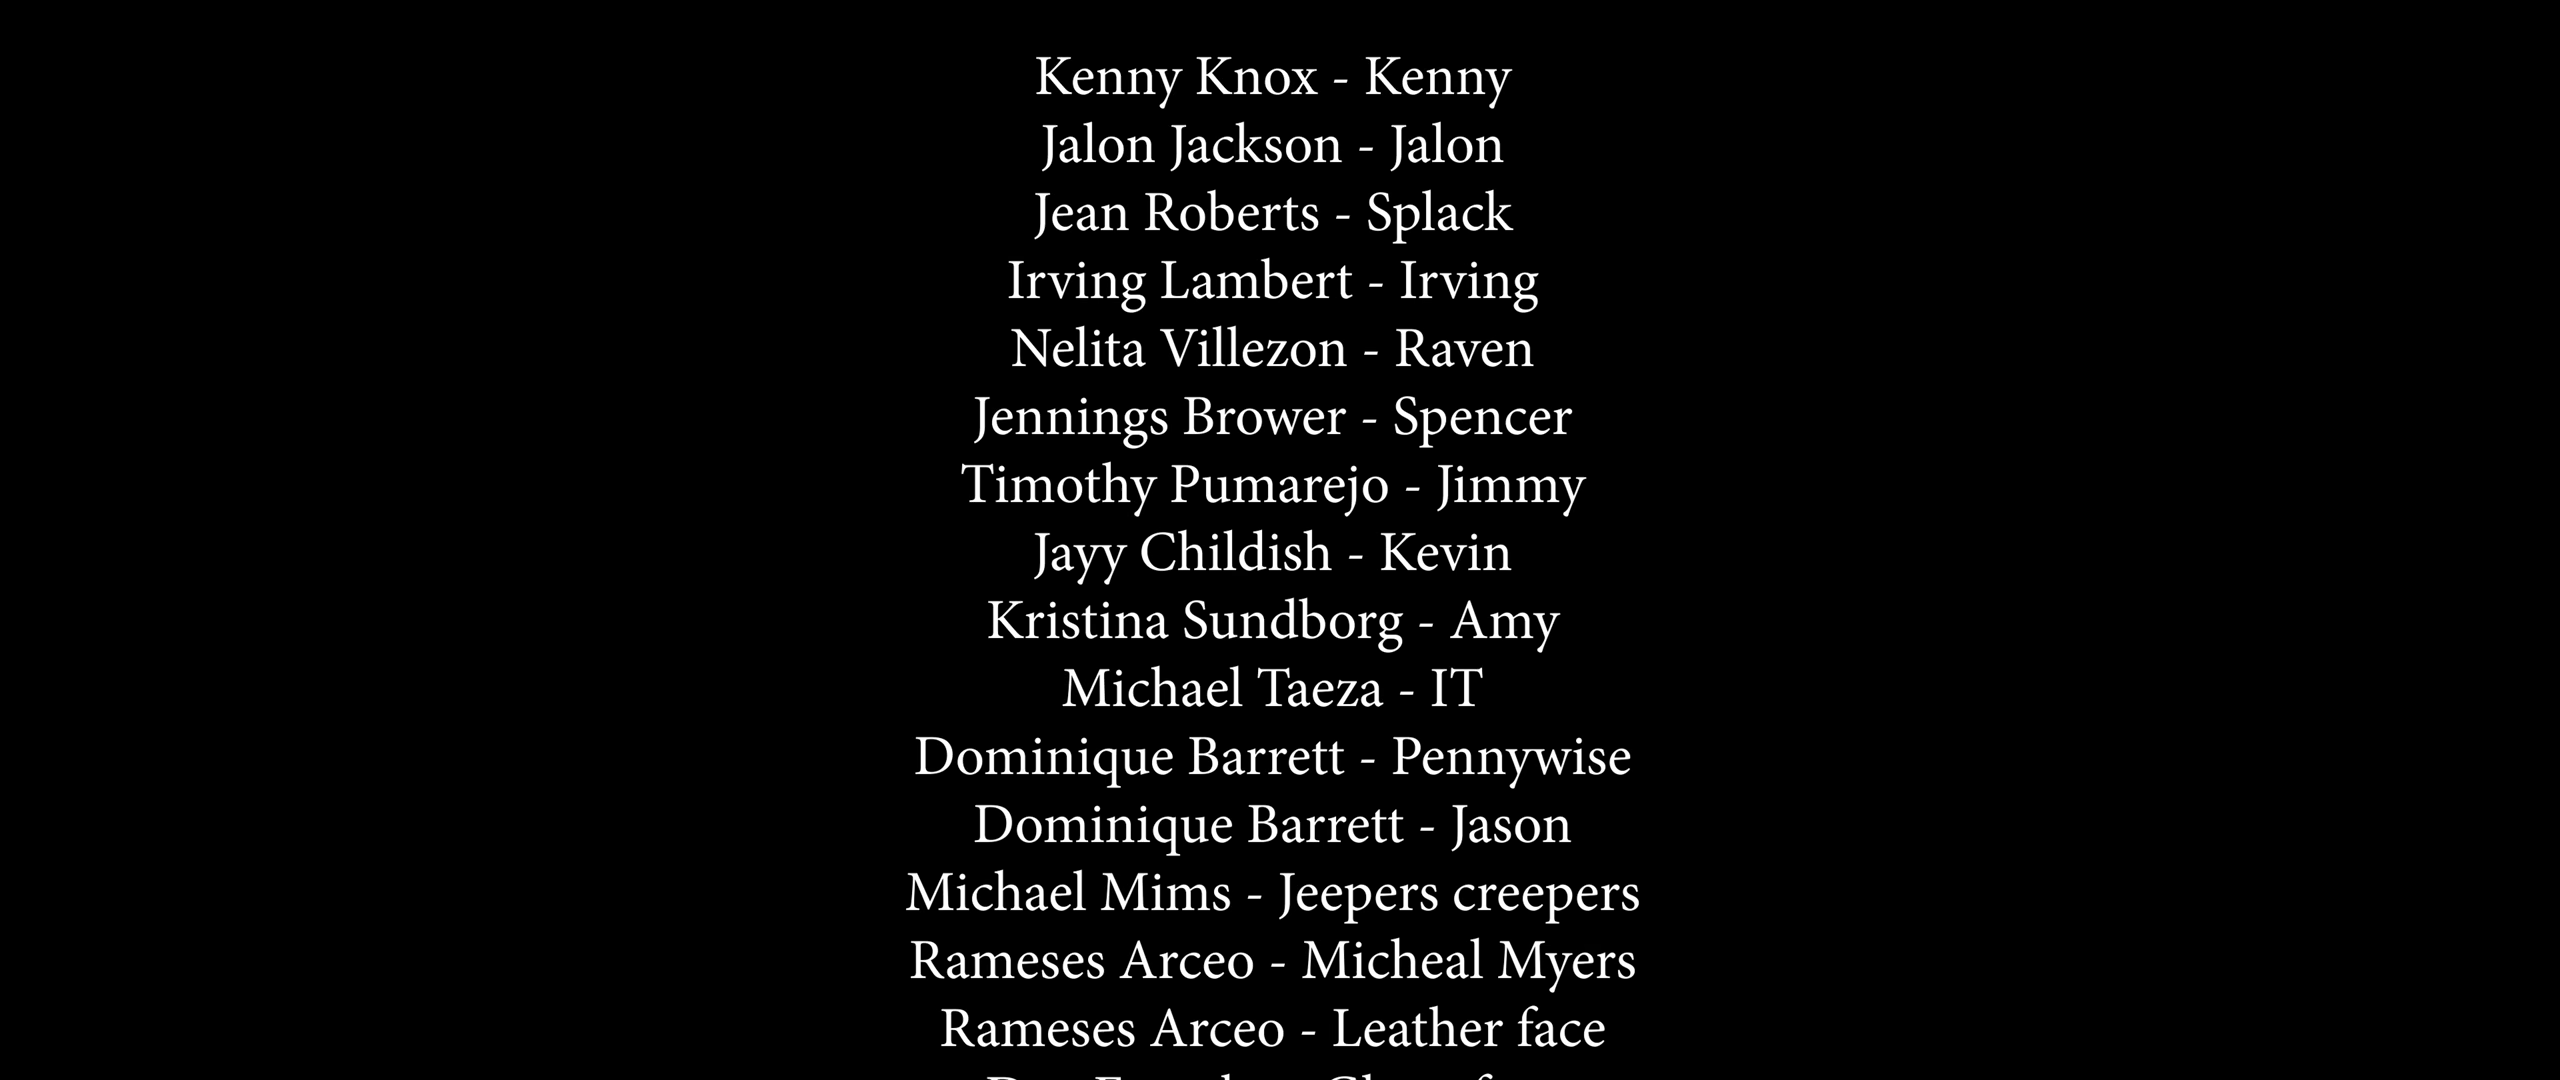 Kenny Knox - Kenny
Jalon Jackson - Jalon
Jean Roberts - Splack
Irving Lambert - Irving
Nelita Villezon - Raven
Jennings Brower - Spencer
Timothy Pumarejo - Jimmy
Jayy Childish - Kevin
Kristina Sundborg - Amy
Michael Taeza - IT
Dominique Barrett - Pennywise
Dominique Barrett - Jason
Michael Mims - Jeepers creepers
Rameses Arceo - Micheal Myers
Rameses Arceo - Leather face